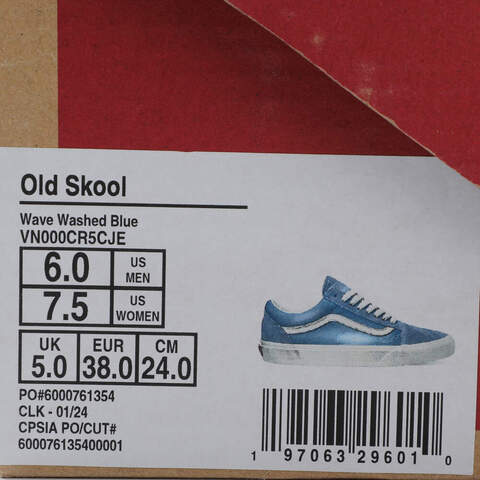 Old Skool
Wave Washed Blue
VN000CR5CJE
6.0 US MEN
7.5 US WOMEN
UK EUR CM
5.0 38.0 24.0
PO#6000761354
CLK - 01/24
CPSIA PO/CUT#
600076135400001
1 97063 29601 0